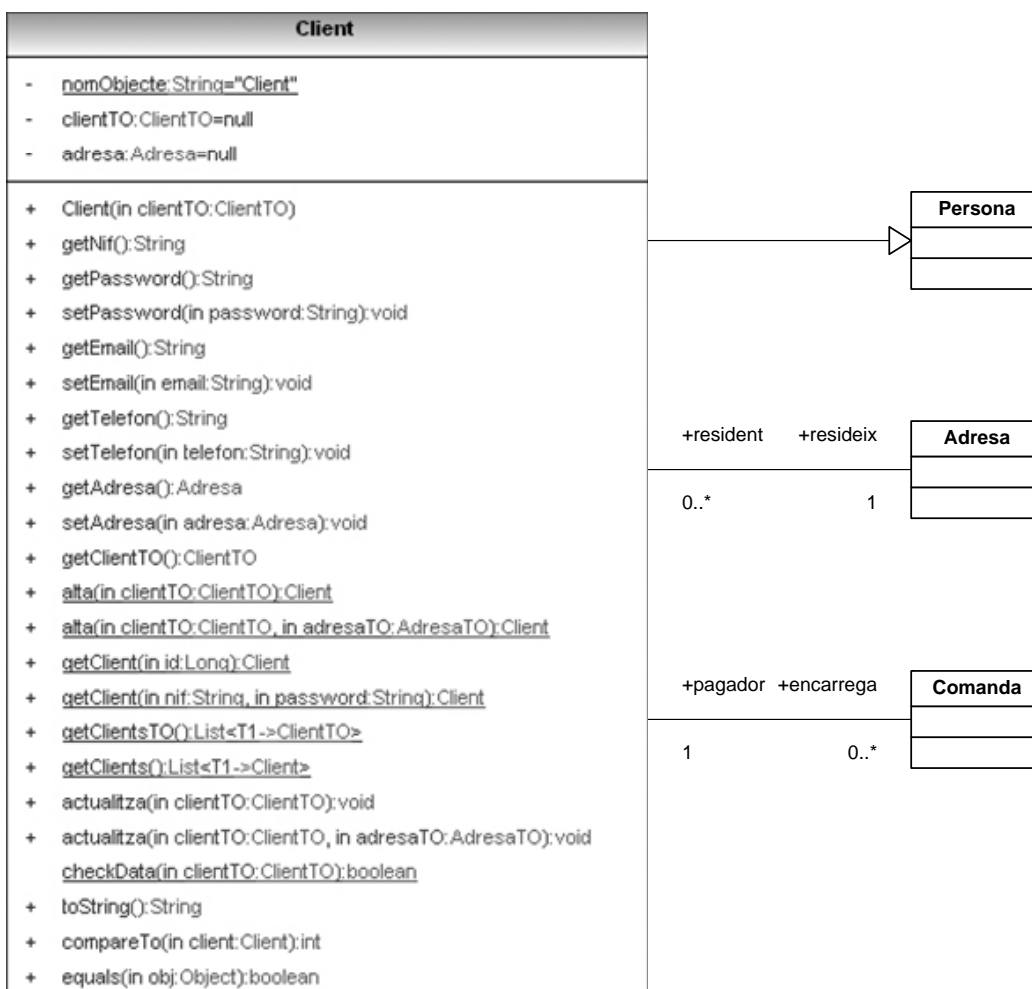 Client
- nomObjecte:String="Client"
- clientTO:ClientTO=null
- adresa:Adresa=null
+ Client(in clientTO:ClientTO)
+ getNif():String
+ getPassword():String
+ setPassword(in password:String):void
+ getEmail():String
+ setEmail(in email:String):void
+ getTelefon():String
+ setTelefon(in telefon:String):void
+ getAdresa():Adresa
+ setAdresa(in adresa:Adresa):void
+ getClientTO():ClientTO
+ alta(in clientTO:ClientTO):Client
+ alta(in clientTO:ClientTO, in adresaTO:AdresaTO):Client
+ getClient(in id:Long):Client
+ getClient(in nif:String, in password:String):Client
+ getClientsTO():List<T1->ClientTO>
+ getClients():List<T1->Client>
+ actualitza(in clientTO:ClientTO):void
+ actualitza(in clientTO:ClientTO, in adresaTO:AdresaTO):void
checkData(in clientTO:ClientTO):boolean
+ toString():String
+ compareTo(in client:Client):int
+ equals(in obj:Object):boolean
Persona
+resident +resideix
0..* 1
Adresa
+pagador +encarrega
1 0..*
Comanda